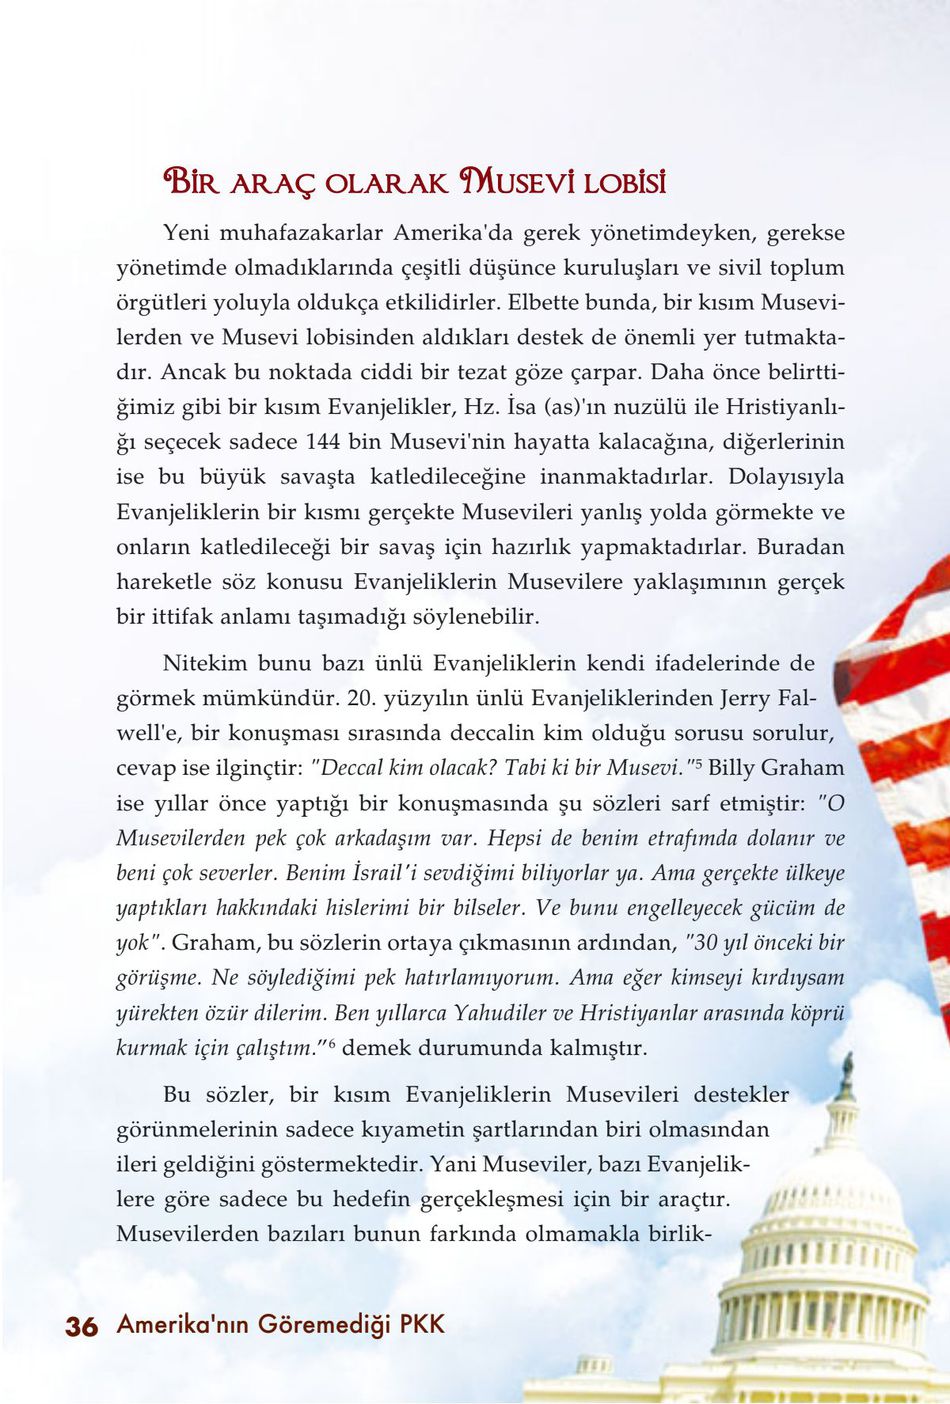 BİR ARAÇ OLARAK MUSEVİ LOBİSİ
Yeni muhafazakarlar Amerika'da gerek yönetimdeyken, gerekse
yönetimde olmadıklarında çeşitli düşünce kuruluşları ve sivil toplum
örgütleri yoluyla oldukça etkilidirler. Elbette bunda, bir kısım Musevi-
lerden ve Musevi lobisinden aldıkları destek de önemli yer tutmakta-
dır. Ancak bu noktada ciddi bir tezat göze çarpar. Daha önce belirtti-
ğimiz gibi bir kısım Evanjelikler, Hz. İsa (as)'ın nuzülü ile Hristiyanlı-
ğı seçecek sadece 144 bin Musevi'nin hayatta kalacağına, diğerlerinin
ise bu büyük savaşta katledileceğine inanmaktadırlar. Dolayısıyla
Evanjeliklerin bir kısmı gerçekte Musevileri yanlış yolda görmekte ve
onların katledileceği bir savaş için hazırlık yapmaktadırlar. Buradan
hareketle söz konusu Evanjeliklerin Musevilere yaklaşımının gerçek
bir ittifak anlamı taşımadığı söylenebilir.
Nitekim bunu bazı ünlü Evanjeliklerin kendi ifadelerinde de
görmek mümkündür. 20. yüzyılın ünlü Evanjeliklerinden Jerry Fal-
well'e, bir konuşması sırasında deccalin kim olduğu sorusu sorulur,
cevap ise ilginçtir: "Deccal kim olacak? Tabi ki bir Musevi."⁵ Billy Graham
ise yıllar önce yaptığı bir konuşmasında şu sözleri sarf etmiştir: "O
Musevilerden pek çok arkadaşım var. Hepsi de benim etrafımda dolanır ve
beni çok severler. Benim İsrail'i sevdiğimi biliyorlar ya. Ama gerçekte ülkeye
yaptıkları hakkındaki hislerimi bir bilseler. Ve bunu engelleyecek gücüm de
yok". Graham, bu sözlerin ortaya çıkmasının ardından, "30 yıl önceki bir
görüşme. Ne söylediğimi pek hatırlamıyorum. Ama eğer kimseyi kırdıysam
yürekten özür dilerim. Ben yıllarca Yahudiler ve Hristiyanlar arasında köprü
kurmak için çalıştım."⁶ demek durumunda kalmıştır.
Bu sözler, bir kısım Evanjeliklerin Musevileri destekler
görünmelerinin sadece kıyametin şartlarından biri olmasından
ileri geldiğini göstermektedir. Yani Museviler, bazı Evanjelik-
lere göre sadece bu hedefin gerçekleşmesi için bir araçtır.
Musevilerden bazıları bunun farkında olmamakla birlik-
36 Amerika'nın Göremediği PKK